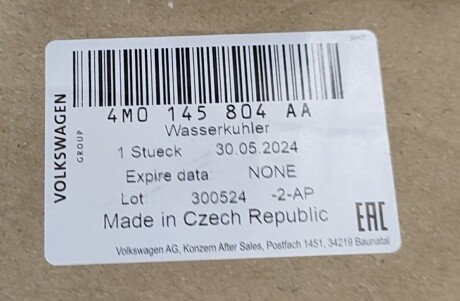 VOLKSWAGEN
GROUP
4M0 145 804 AA
Wasserkuhler
1 Stueck 30.05.2024
Expire data NONE
Lot 300524 -2-AP
Made in Czech Republic
EAC
Volkswagen AG, Konzern After Sales, Postfach 1451, 34219 Baunatal